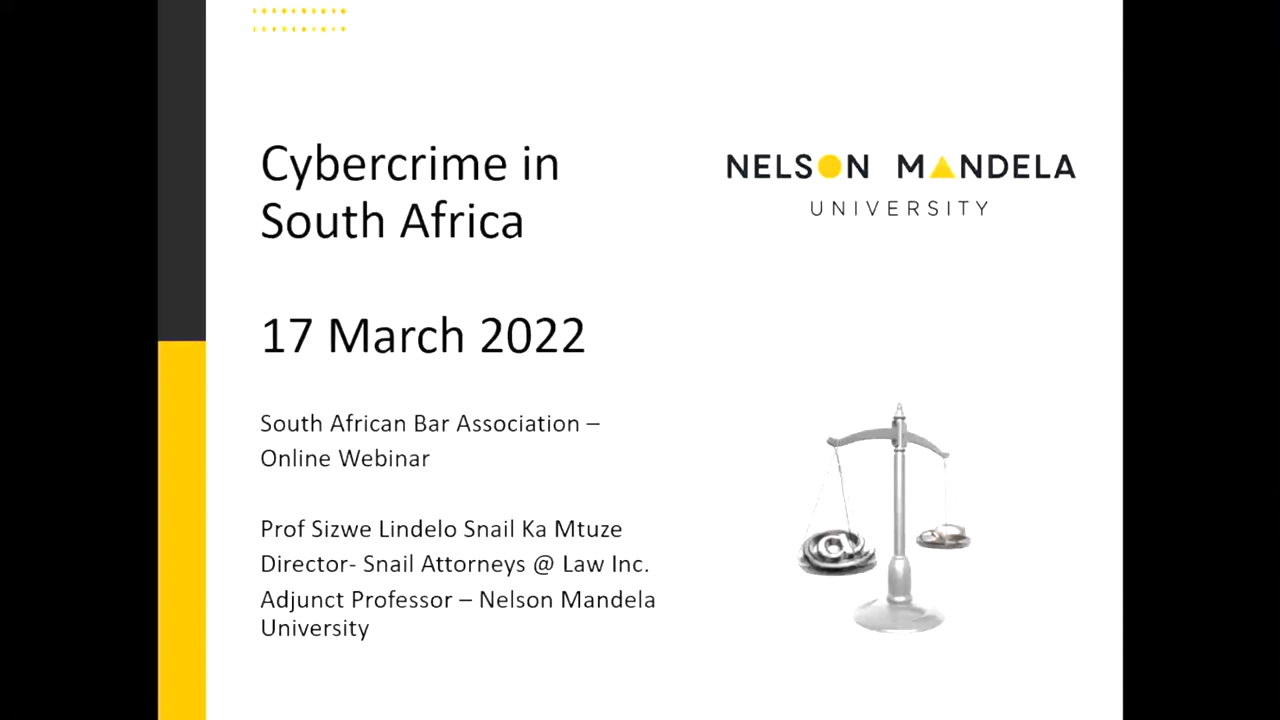 Cybercrime in
South Africa
17 March 2022
South African Bar Association –
Online Webinar
Prof Sizwe Lindelo Snail Ka Mtuze
Director- Snail Attorneys @ Law Inc.
Adjunct Professor – Nelson Mandela
University
NELSON MANDELA
UNIVERSITY
@